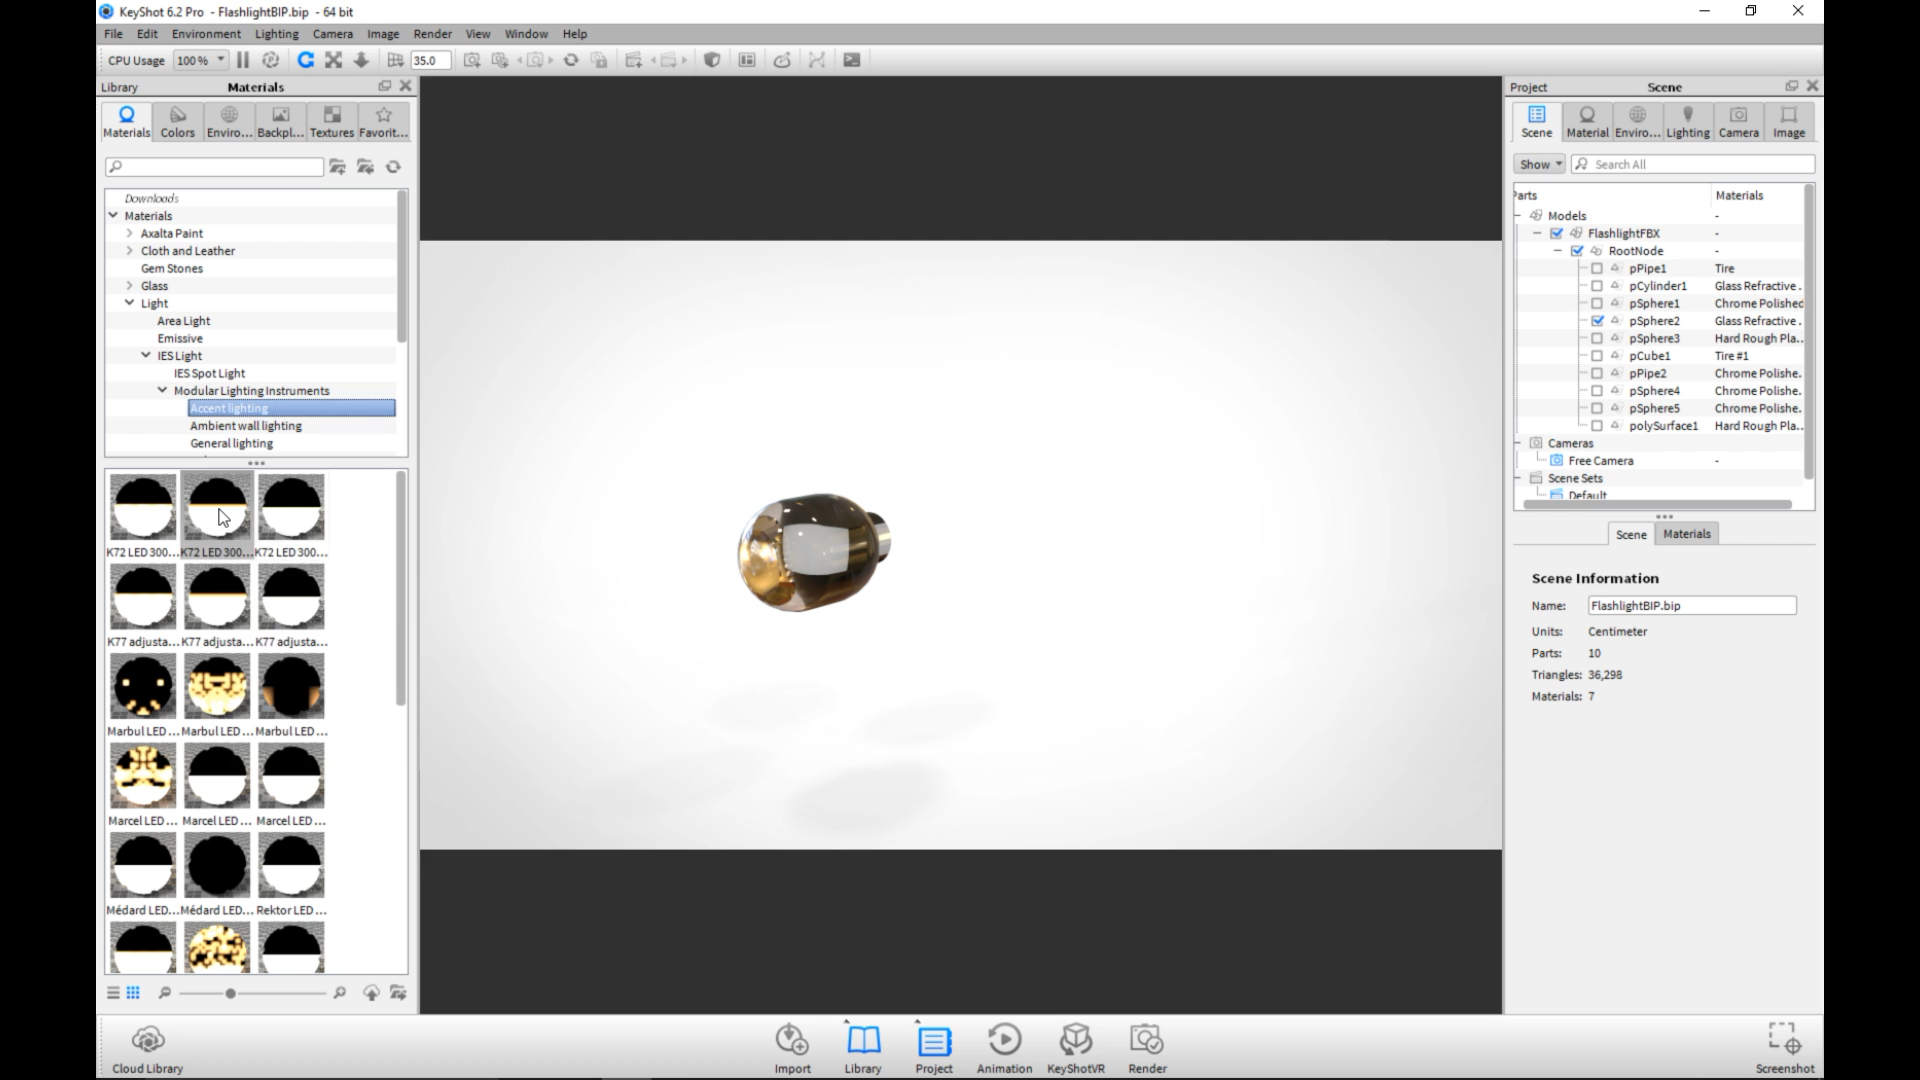 KeyShot 6.2 Pro - FlashlightBIP.bip - 64 bit
File Edit Environment Lighting Camera Image Render View Window Help
CPU Usage 100 % 35.0
Library Materials
Materials Colors Enviro... Backpl... Textures Favorit...
Downloads
Materials
Axalta Paint
Cloth and Leather
Gem Stones
Glass
Light
Area Light
Emissive
IES Light
IES Spot Light
Modular Lighting Instruments
Accent lighting
Ambient wall lighting
General lighting
K72 LED 300... K72 LED 300... K72 LED 300...
K77 adjusta... K77 adjusta... K77 adjusta...
Marbul LED ... Marbul LED ... Marbul LED ...
Marcel LED ... Marcel LED ... Marcel LED ...
Médard LED... Médard LED... Rektor LED ...
Project Scene
Scene Material Enviro... Lighting Camera Image
Show Search All
Parts Materials
Models -
FlashlightFBX -
RootNode -
pPipe1 Tire
pCylinder1 Glass Refractive .
pSphere1 Chrome Polished
pSphere2 Glass Refractive .
pSphere3 Hard Rough Pla..
pCube1 Tire #1
pPipe2 Chrome Polishe.
pSphere4 Chrome Polishe.
pSphere5 Chrome Polishe.
polySurface1 Hard Rough Pla..
Cameras
Free Camera -
Scene Sets
Default
Scene Materials
Scene Information
Name: FlashlightBIP.bip
Units: Centimeter
Parts: 10
Triangles: 36,298
Materials: 7
Cloud Library Import Library Project Animation KeyShotVR Render Screenshot